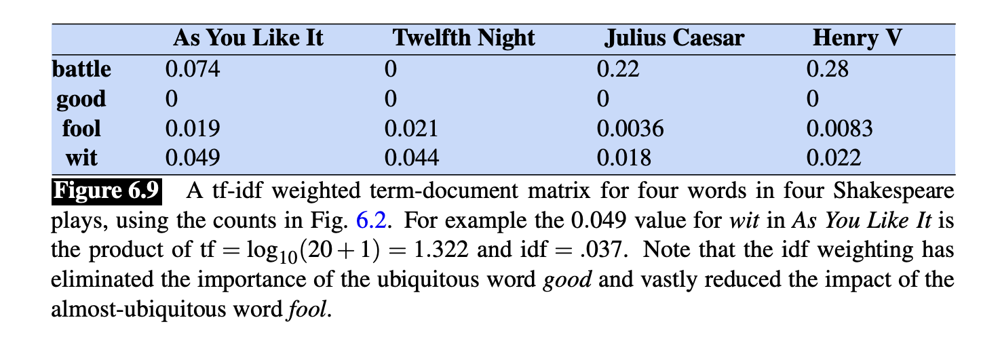 As You Like It Twelfth Night Julius Caesar Henry V
battle 0.074 0 0.22 0.28
good 0 0 0 0
fool 0.019 0.021 0.0036 0.0083
wit 0.049 0.044 0.018 0.022
Figure 6.9 A tf-idf weighted term-document matrix for four words in four Shakespeare
plays, using the counts in Fig. 6.2. For example the 0.049 value for wit in As You Like It is
the product of tf = log₁₀(20 + 1) = 1.322 and idf = .037. Note that the idf weighting has
eliminated the importance of the ubiquitous word good and vastly reduced the impact of the
almost-ubiquitous word fool.